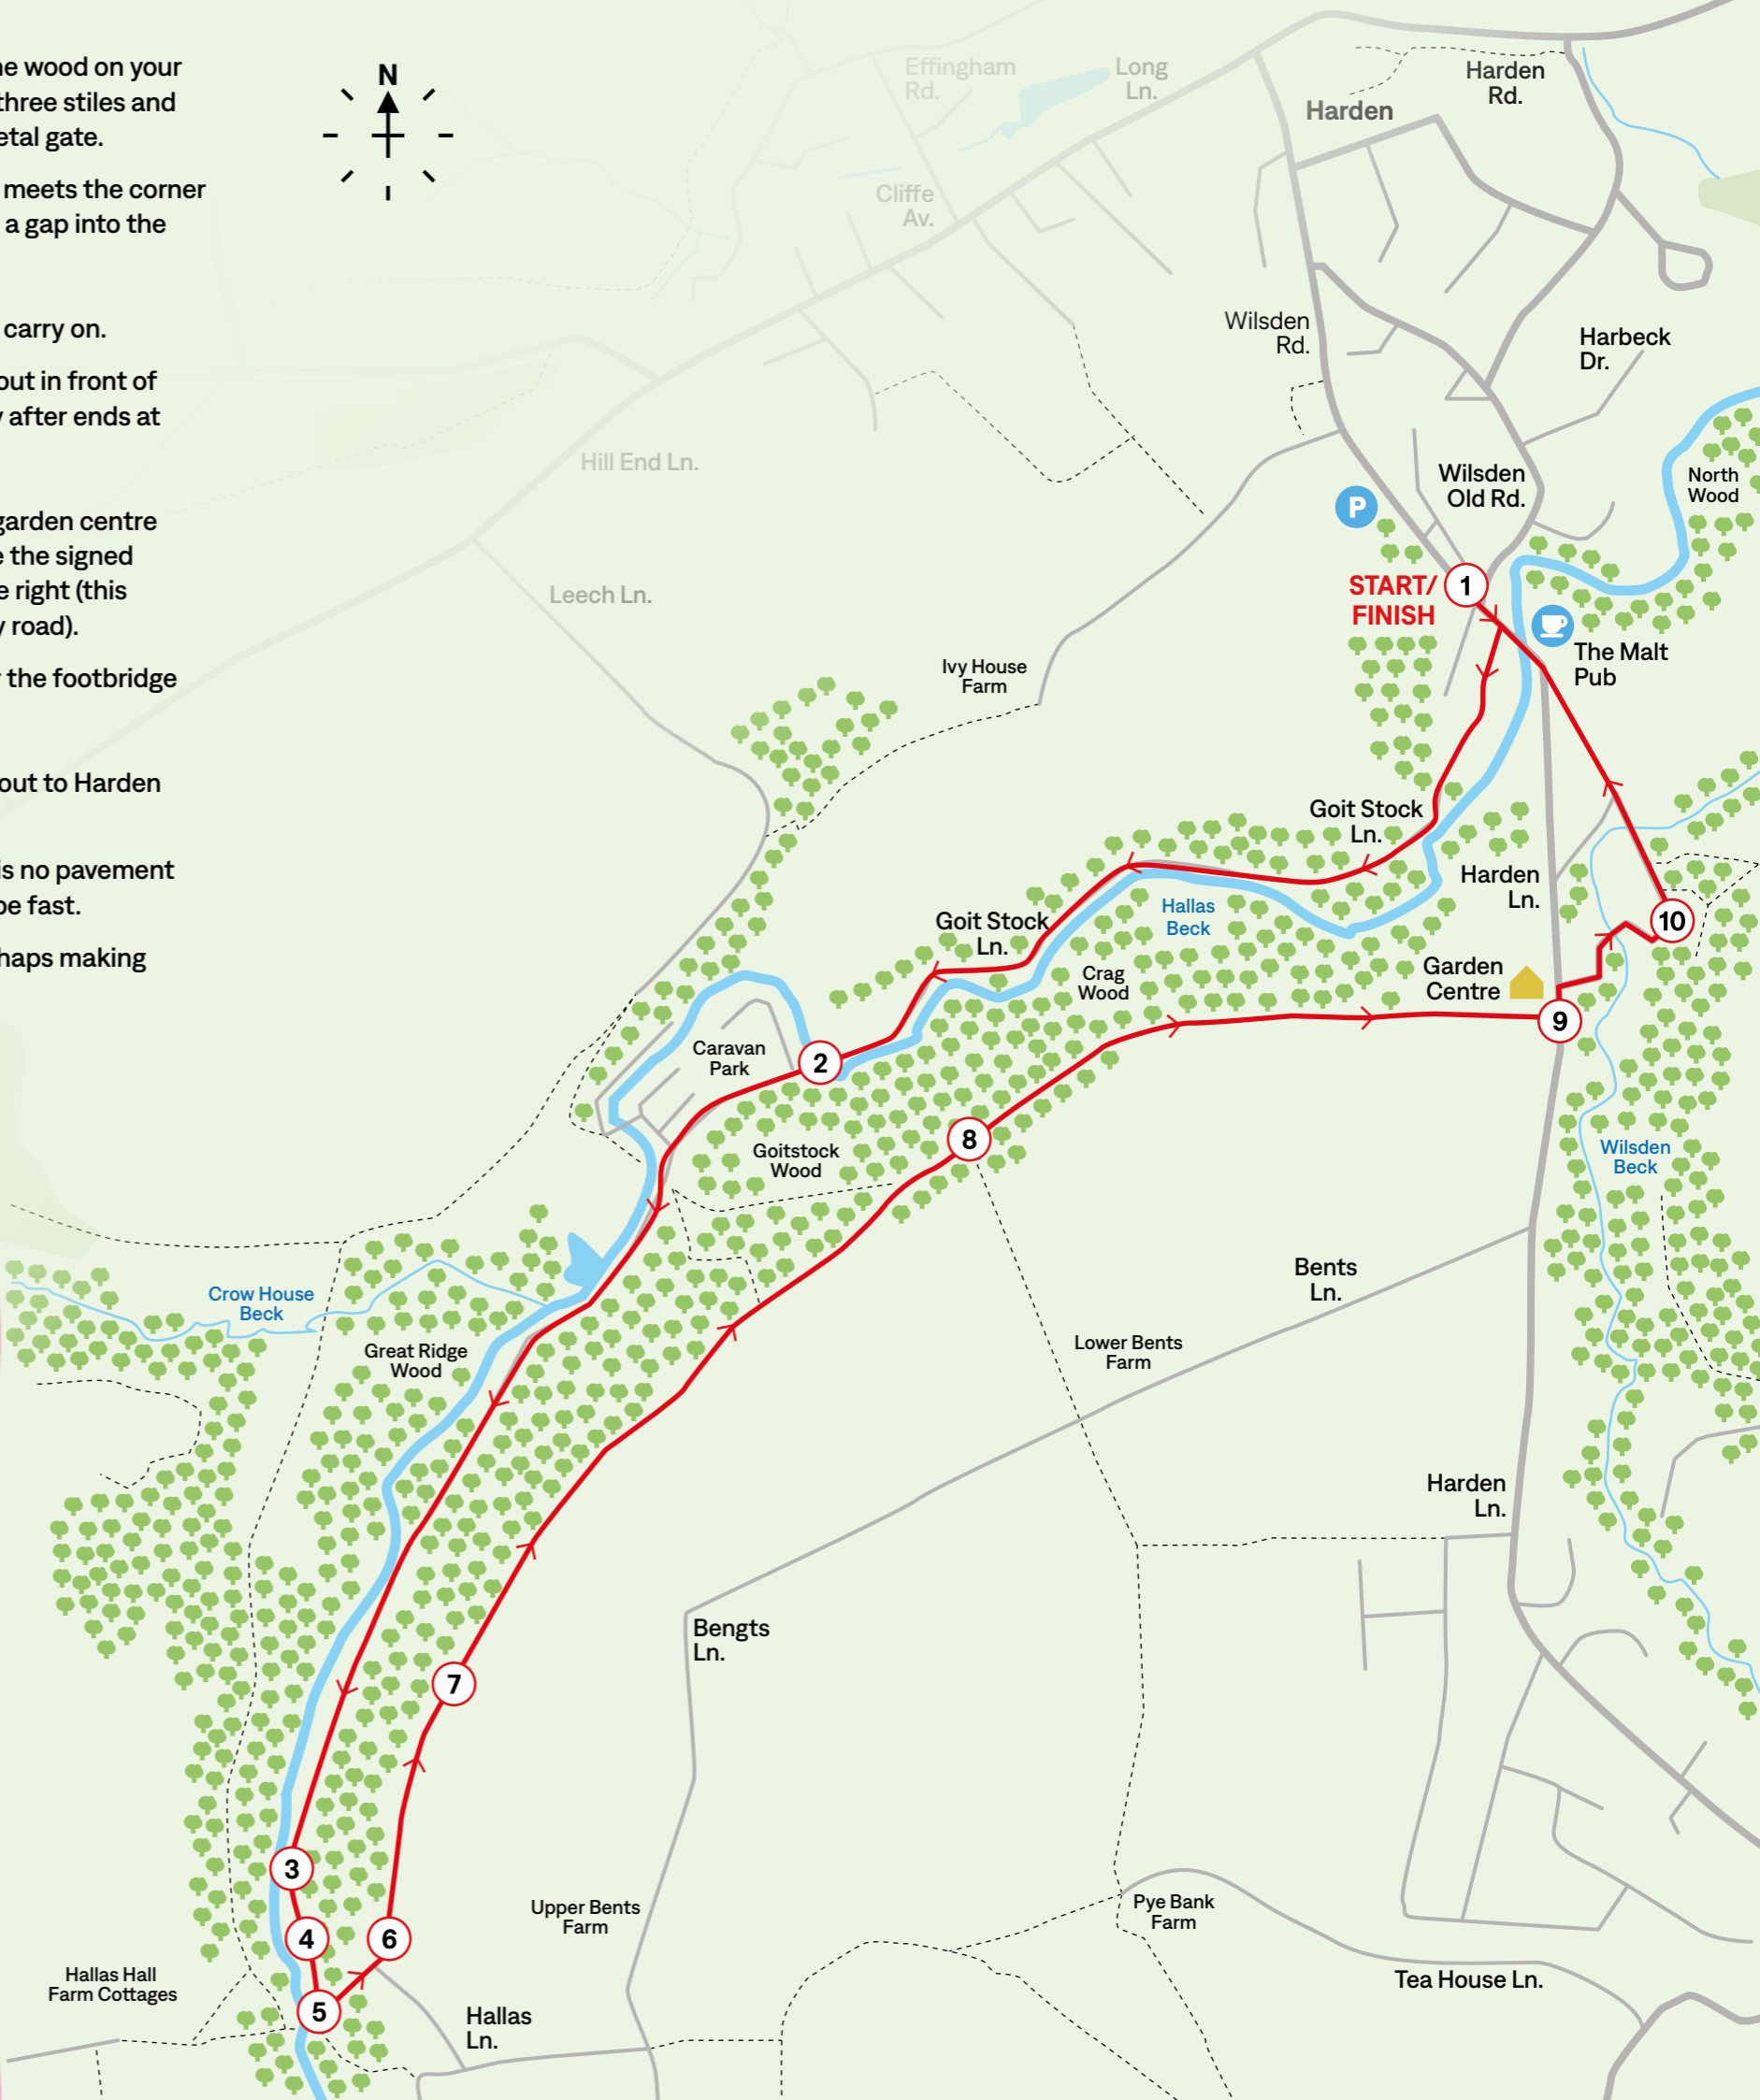 ne wood on your
three stiles and
etal gate.
meets the corner
a gap into the
carry on.
out in front of
y after ends at
garden centre
e the signed
e right (this
y road).
r the footbridge
out to Harden
is no pavement
be fast.
haps making
N
Effingham
Rd.
Long
Ln.
Harden
Rd.
Harden
Cliffe
Av.
Wilsden
Rd.
Harbeck
Dr.
Hill End Ln.
Wilsden
Old Rd.
North
Wood
P
Leech Ln.
START/
FINISH
1
The Malt
Pub
Ivy House
Farm
Goit Stock
Ln.
Harden
Ln.
Hallas
Beck
Goit Stock
Ln.
10
Crag
Wood
Garden
Centre
9
Caravan
Park
2
8
Goitstock
Wood
Wilsden
Beck
Bents
Ln.
Crow House
Beck
Great Ridge
Wood
Lower Bents
Farm
Harden
Ln.
Bengts
Ln.
7
3
4
6
Upper Bents
Farm
Pye Bank
Farm
Hallas Hall
Farm Cottages
5
Tea House Ln.
Hallas
Ln.